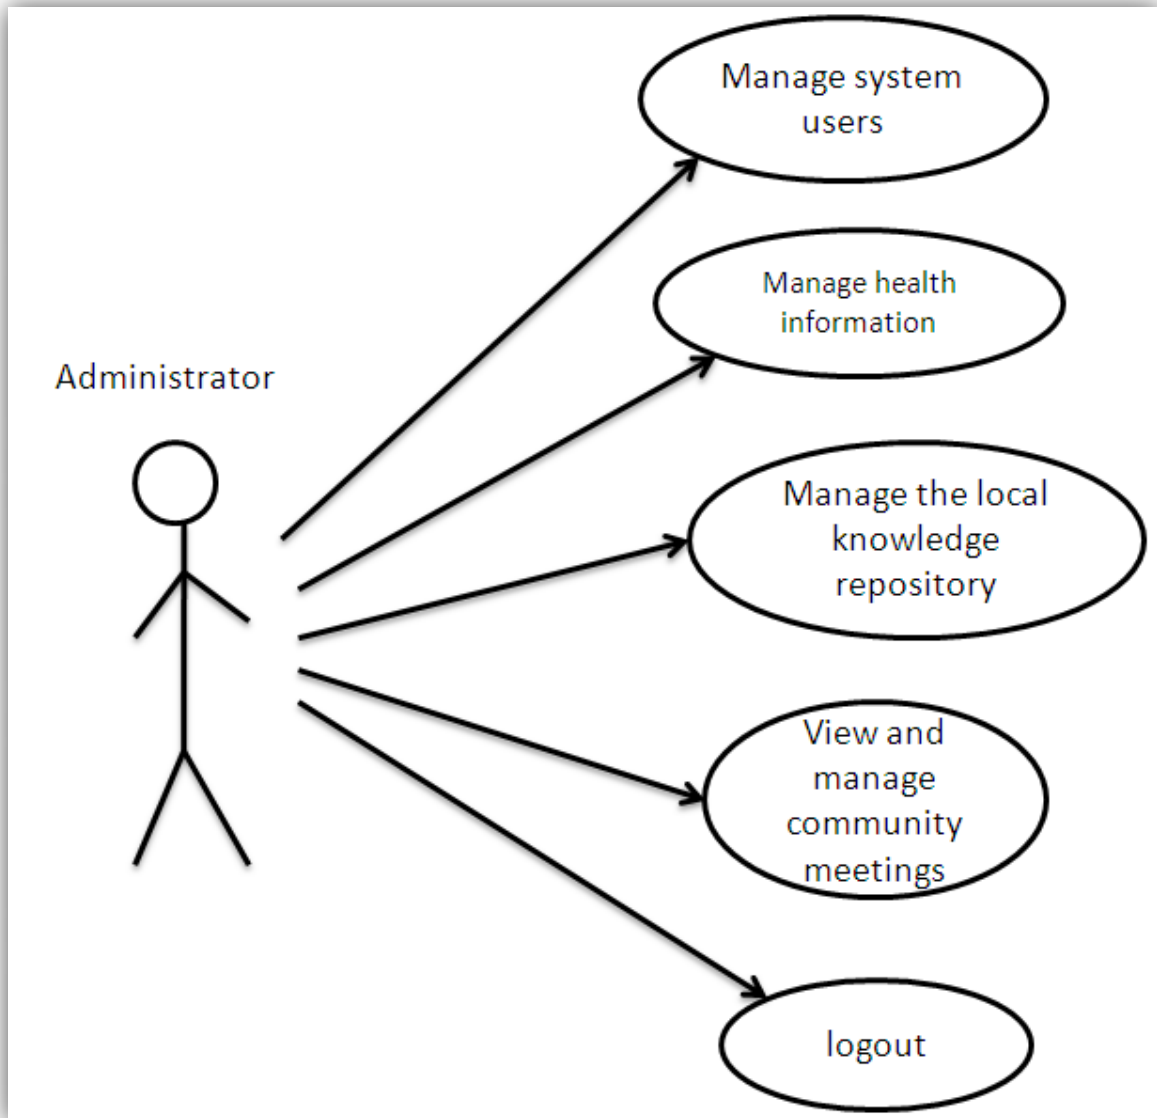 Manage system
users
Manage health
information
Administrator
Manage the local
knowledge
repository
View and
manage
community
meetings
logout